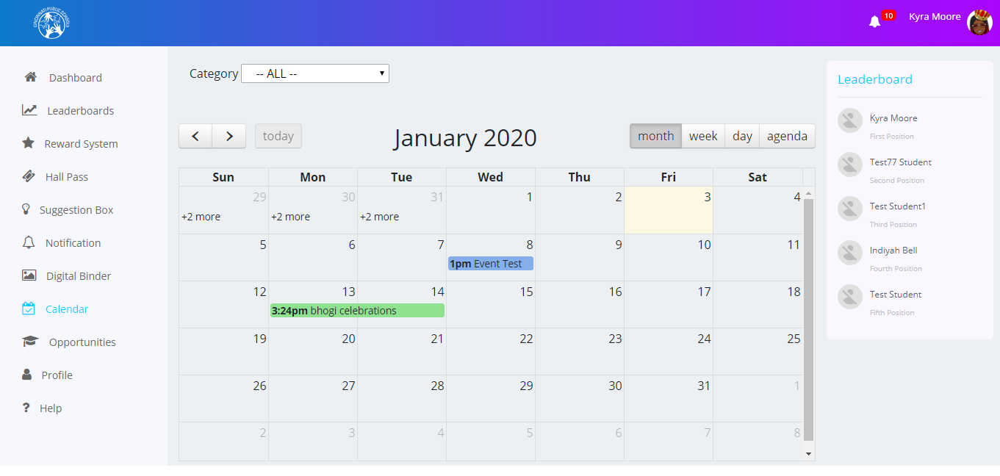 CINCINNATI PUBLIC SCHOOLS
10
Kyra Moore
Dashboard
Leaderboards
Reward System
Hall Pass
Suggestion Box
Notification
Digital Binder
Calendar
Opportunities
Profile
? Help
Category -- ALL --
today
January 2020
month week day agenda
Sun Mon Tue Wed Thu Fri Sat
29 30 31 1 2 3 4
+2 more +2 more +2 more
5 6 7 8 9 10 11
1pm Event Test
12 13 14 15 16 17 18
3:24pm bhogi celebrations
19 20 21 22 23 24 25
26 27 28 29 30 31 1
2 3 4 5 6 7 8
Leaderboard
Kyra Moore
First Position
Test77 Student
Second Position
Test Student1
Third Position
Indiyah Bell
Fourth Position
Test Student
Fifth Position